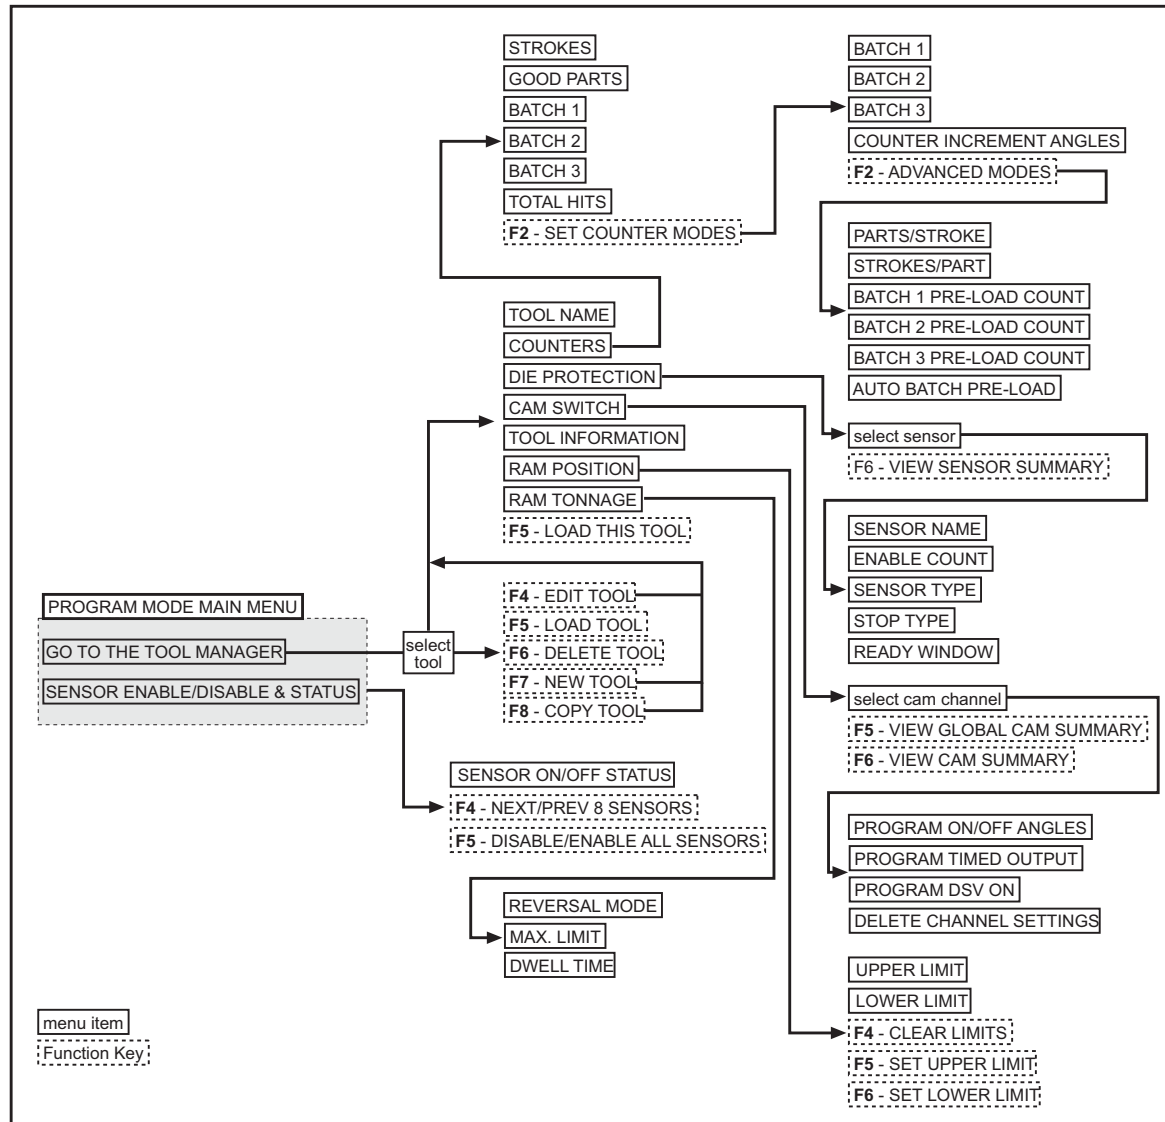 STROKES
GOOD PARTS
BATCH 1
BATCH 2
BATCH 3
TOTAL HITS
F2 - SET COUNTER MODES
BATCH 1
BATCH 2
BATCH 3
COUNTER INCREMENT ANGLES
F2 - ADVANCED MODES
PARTS/STROKE
STROKES/PART
BATCH 1 PRE-LOAD COUNT
BATCH 2 PRE-LOAD COUNT
BATCH 3 PRE-LOAD COUNT
AUTO BATCH PRE-LOAD
TOOL NAME
COUNTERS
DIE PROTECTION
CAM SWITCH
TOOL INFORMATION
RAM POSITION
RAM TONNAGE
F5 - LOAD THIS TOOL
select sensor
F6 - VIEW SENSOR SUMMARY
SENSOR NAME
ENABLE COUNT
SENSOR TYPE
STOP TYPE
READY WINDOW
PROGRAM MODE MAIN MENU
GO TO THE TOOL MANAGER
SENSOR ENABLE/DISABLE & STATUS
select
tool
F4 - EDIT TOOL
F5 - LOAD TOOL
F6 - DELETE TOOL
F7 - NEW TOOL
F8 - COPY TOOL
select cam channel
F5 - VIEW GLOBAL CAM SUMMARY
F6 - VIEW CAM SUMMARY
SENSOR ON/OFF STATUS
F4 - NEXT/PREV 8 SENSORS
F5 - DISABLE/ENABLE ALL SENSORS
PROGRAM ON/OFF ANGLES
PROGRAM TIMED OUTPUT
PROGRAM DSV ON
DELETE CHANNEL SETTINGS
REVERSAL MODE
MAX. LIMIT
DWELL TIME
UPPER LIMIT
LOWER LIMIT
F4 - CLEAR LIMITS
F5 - SET UPPER LIMIT
F6 - SET LOWER LIMIT
menu item
Function Key